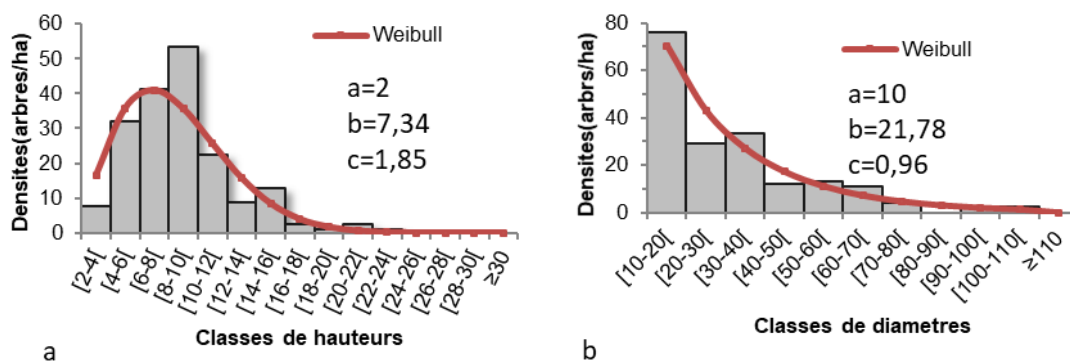 60
50
40
30
20
10
0
Densites(arbres/ha)
Weibull
a=2
b=7,34
c=1,85
[2-4[
[4-6[
[6-8[
[8-10[
[10-12[
[12-14[
[14-16[
[16-18[
[18-20[
[20-22[
[22-24[
[24-26[
[26-28[
[28-30[
≥30
Classes de hauteurs
a
80
60
40
20
0
Densites(arbrs/ha)
Weibull
a=10
b=21,78
c=0,96
[10-20[
[20-30[
[30-40[
[40-50[
[50-60[
[60-70[
[70-80[
[80-90[
[90-100[
[100-110[
≥110
Classes de diametres
b